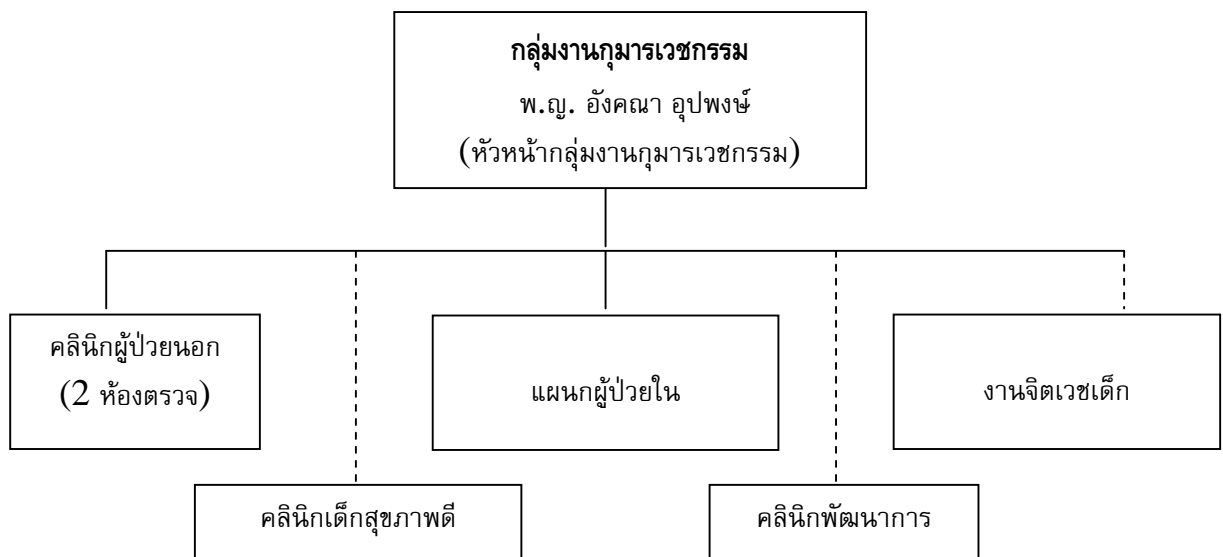 กลุ่มงานกุมารเวชกรรม
พ.ญ. อังคณา อุปพงษ์
(หัวหน้ากลุ่มงานกุมารเวชกรรม)
คลินิกผู้ป่วยนอก
(2 ห้องตรวจ)
แผนกผู้ป่วยใน
งานจิตเวชเด็ก
คลินิกเด็กสุขภาพดี
คลินิกพัฒนาการ